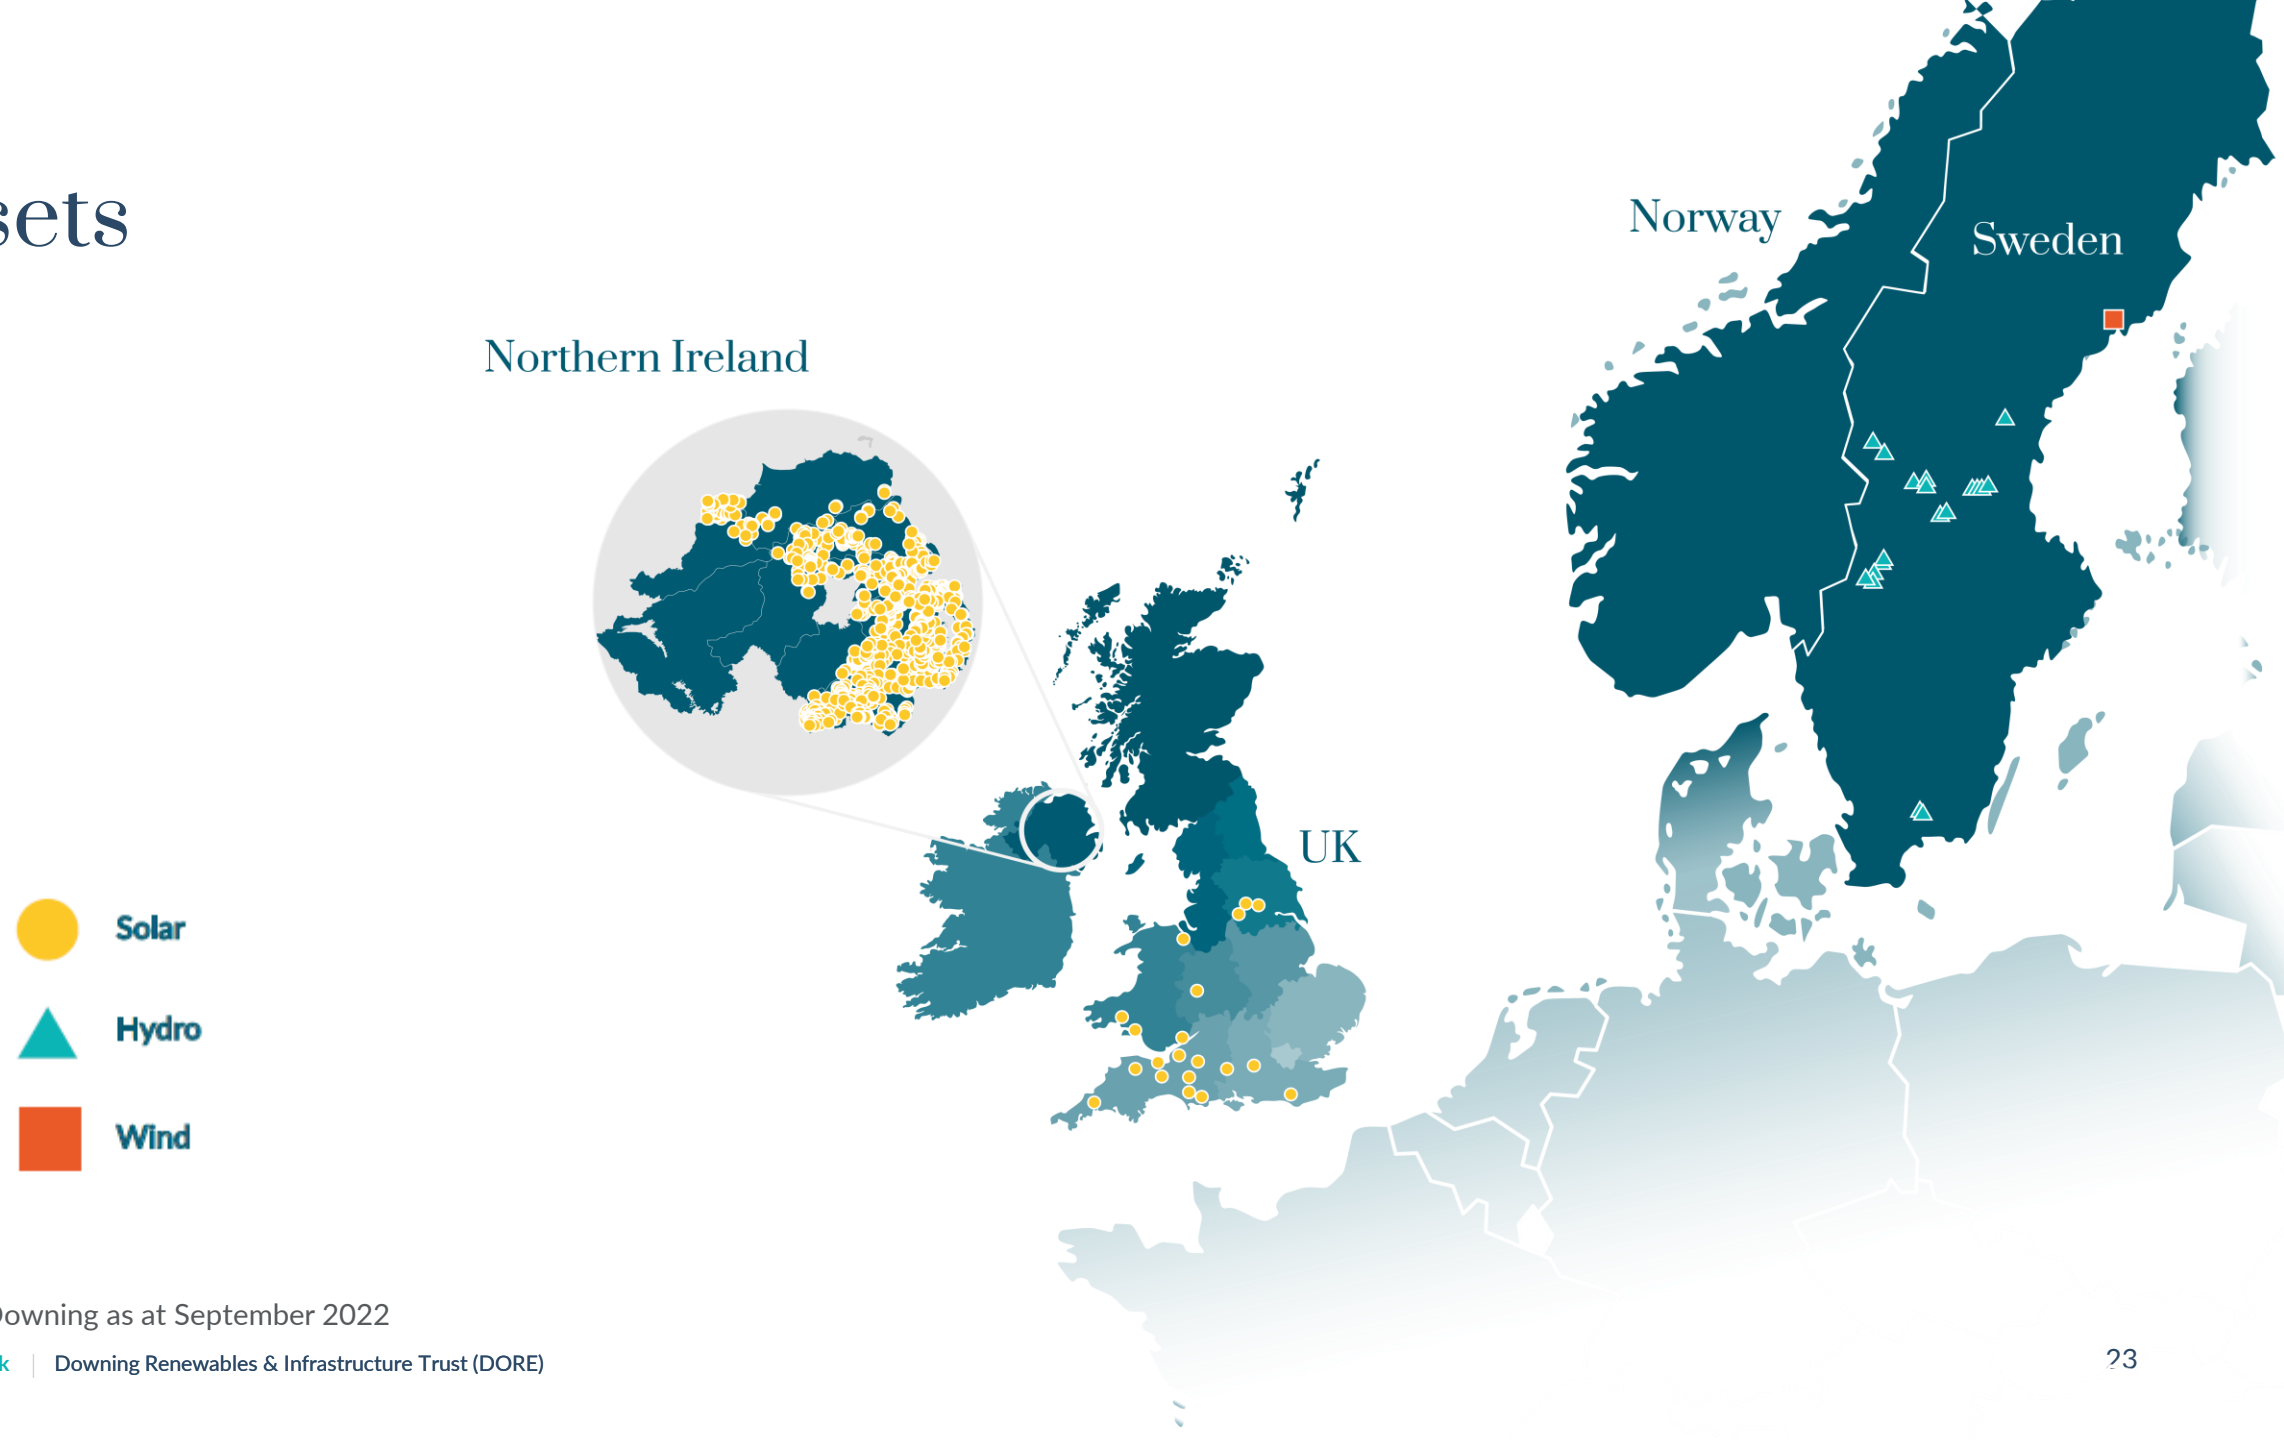 sets
Northern Ireland
Norway
Sweden
UK
Solar
Hydro
Wind
Downing as at September 2022
k | Downing Renewables & Infrastructure Trust (DORE)
23